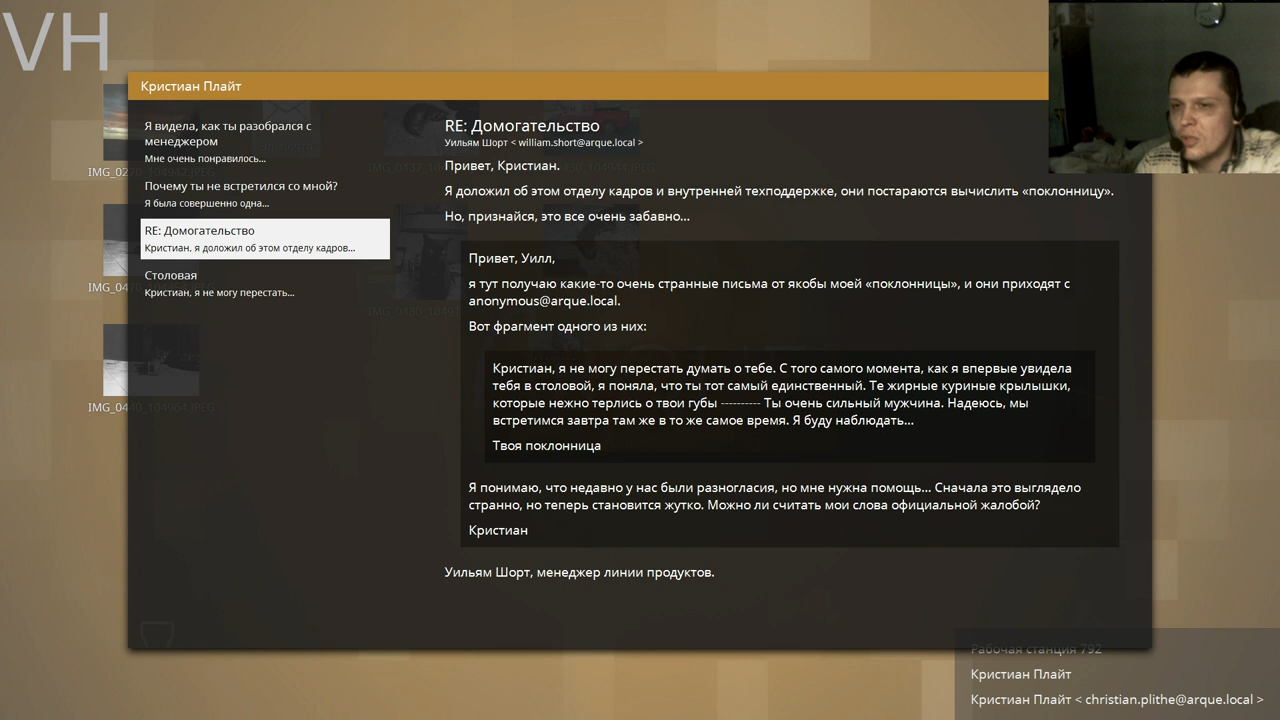 VH
Кристиан Плайт
Я видела, как ты разобрался с
менеджером
Мне очень понравилось...
Почему ты не встретился со мной?
Я была совершенно одна...
RE: Домогательство
Кристиан, я доложил об этом отделу кадров...
Столовая
Кристиан, я не могу перестать...
RE: Домогательство
Уильям Шорт < william.short@arque.local >
Привет, Кристиан.
Я доложил об этом отделу кадров и внутренней техподдержке, они постараются вычислить «поклонницу».
Но, признайся, это все очень забавно...
Привет, Уилл,
я тут получаю какие-то очень странные письма от якобы моей «поклонницы», и они приходят с
anonymous@arque.local.
Вот фрагмент одного из них:
Кристиан, я не могу перестать думать о тебе. С того самого момента, как я впервые увидела
тебя в столовой, я поняла, что ты тот самый единственный. Те жирные куриные крылышки,
которые нежно терлись о твои губы ---------- Ты очень сильный мужчина. Надеюсь, мы
встретимся завтра там же в то же самое время. Я буду наблюдать...
Твоя поклонница
Я понимаю, что недавно у нас были разногласия, но мне нужна помощь... Сначала это выглядело
странно, но теперь становится жутко. Можно ли считать мои слова официальной жалобой?
Кристиан
Уильям Шорт, менеджер линии продуктов.
Рабочая станция 792
Кристиан Плайт
Кристиан Плайт < christian.plithe@arque.local >